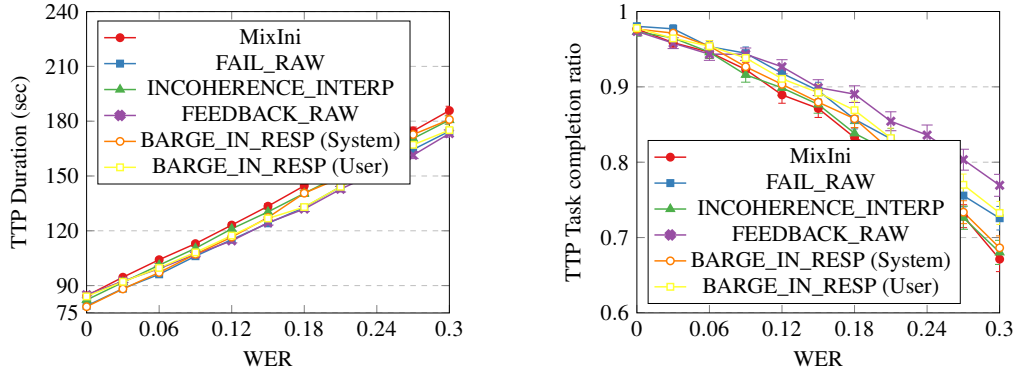 240
210
180
150
120
90
75
0
0.06
0.12
0.18
0.24
0.3
WER
TTP Duration (sec)
MixIni
FAIL_RAW
INCOHERENCE_INTERP
FEEDBACK_RAW
BARGE_IN_RESP (System)
BARGE_IN_RESP (User)
1
0.9
0.8
0.7
0.6
0
0.06
0.12
0.18
0.24
0.3
WER
TTP Task completion ratio
MixIni
FAIL_RAW
INCOHERENCE_INTERP
FEEDBACK_RAW
BARGE_IN_RESP (System)
BARGE_IN_RESP (User)